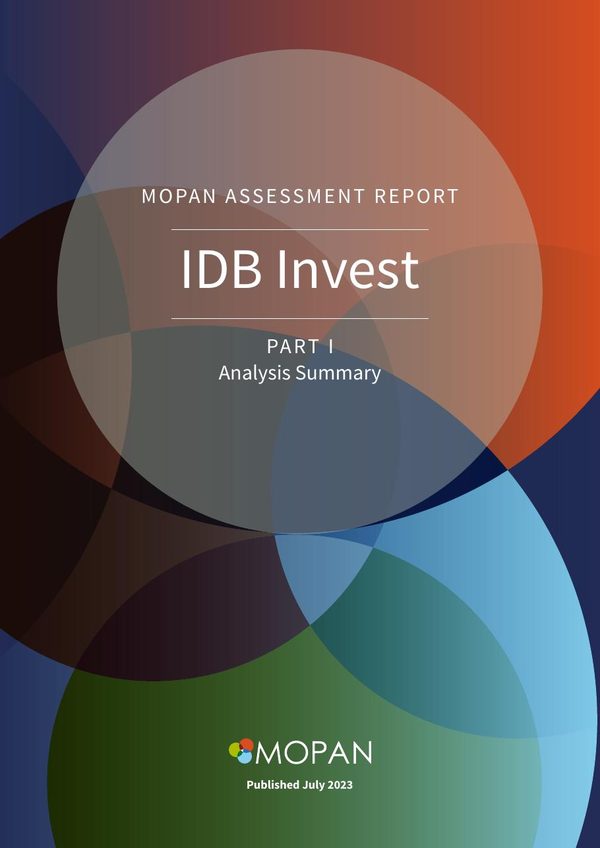 MOPAN ASSESSMENT REPORT
IDB Invest
PART I
Analysis Summary
MOPAN
Published July 2023